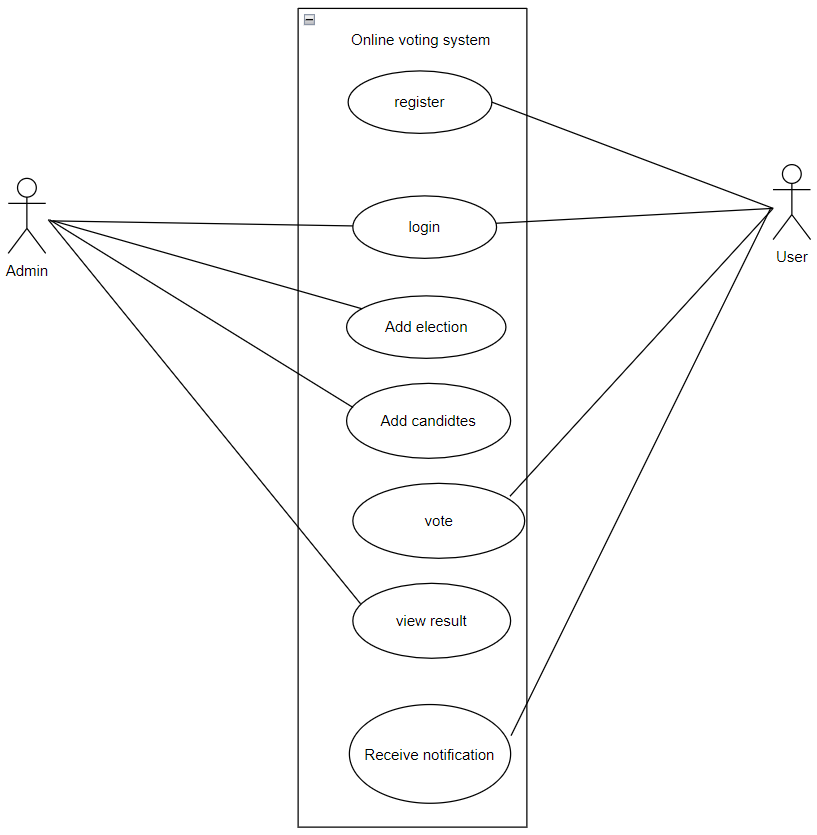 Online voting system
register
login
Admin
User
Add election
Add candidtes
vote
view result
Receive notification